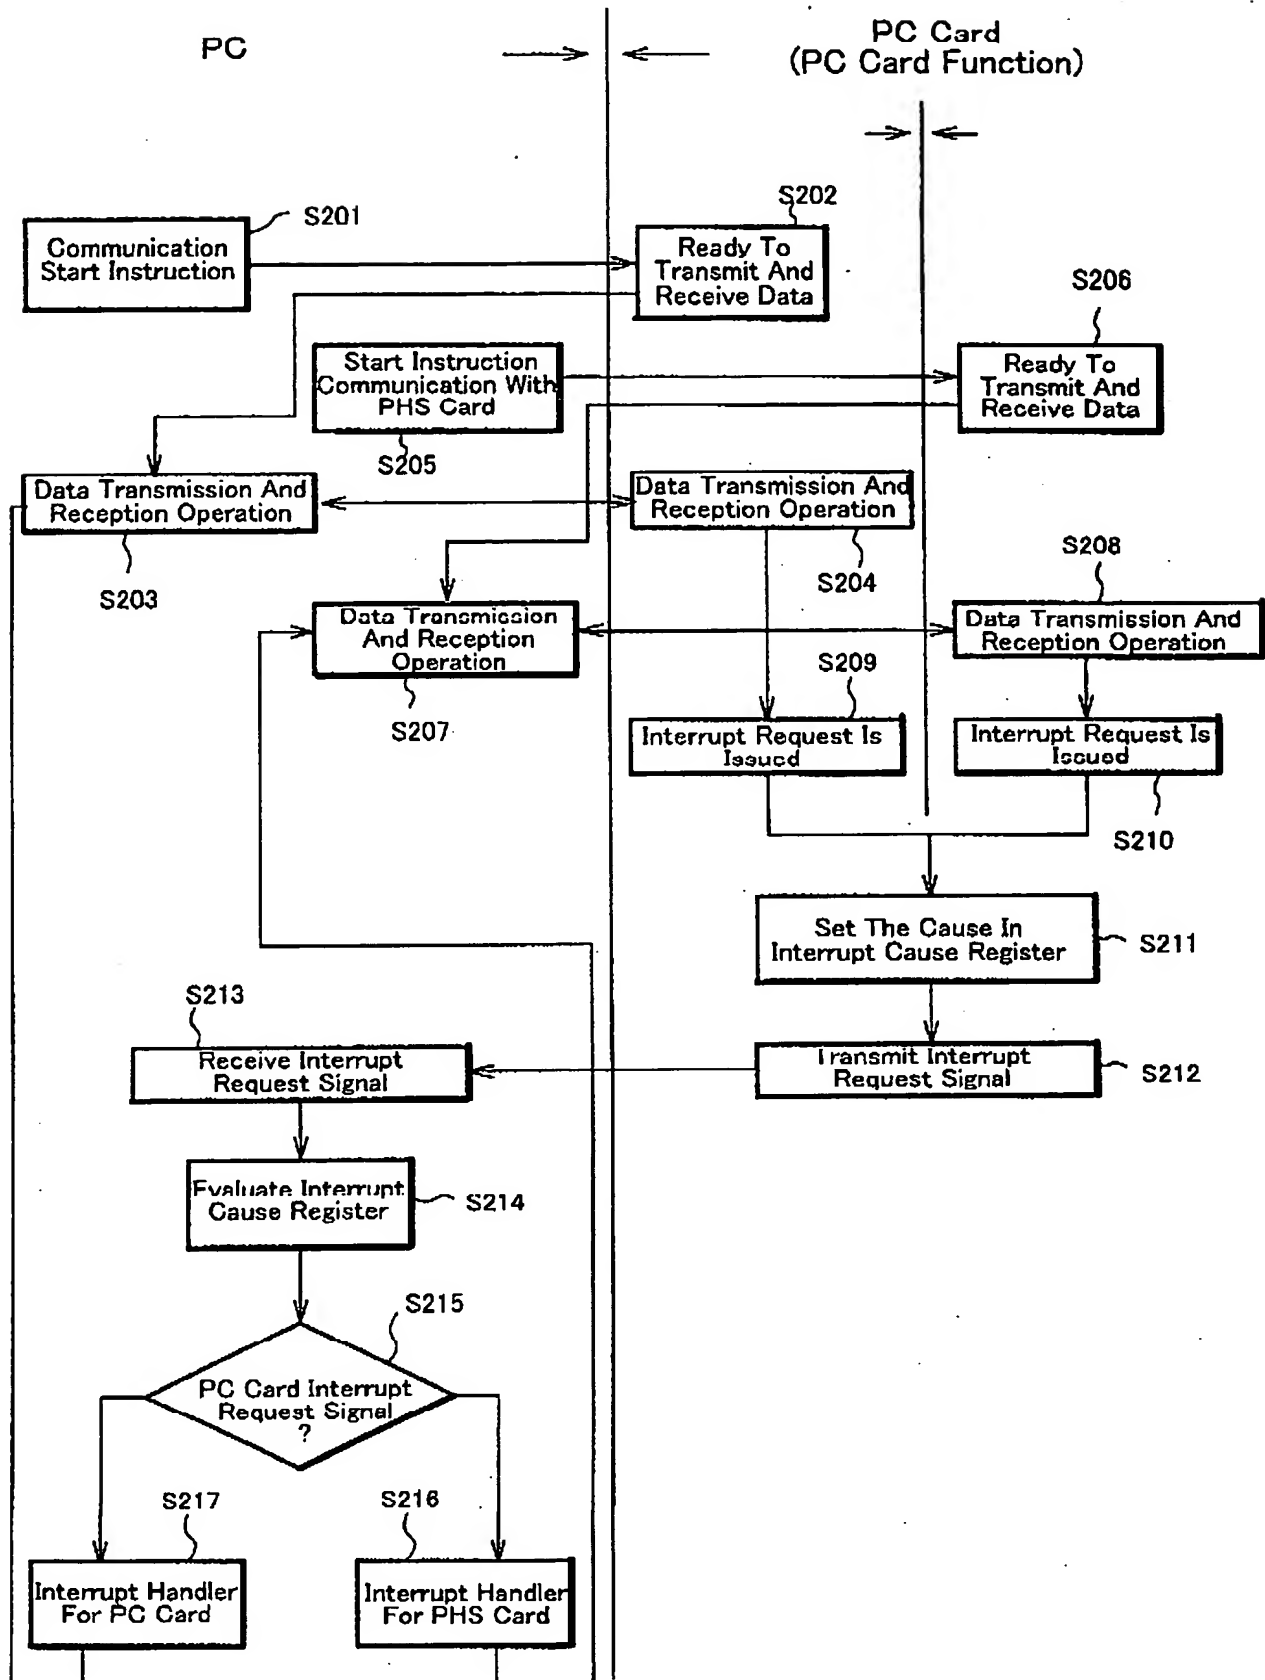 PC
PC Card
(PC Card Function)
S201
Communication
Start Instruction
S202
Ready To
Transmit And
Receive Data
S206
Ready To
Transmit And
Receive Data
Start Instruction
Communication With
PHS Card
S205
Data Transmission And
Reception Operation
S203
Data Transmission And
Reception Operation
S204
S208
Data Transmission And
Reception Operation
Data Transmission
And Reception
Operation
S207
S209
Interrupt Request Is
Issued
Interrupt Request Is
Issued
S210
Set The Cause In
Interrupt Cause Register
S211
S213
Receive Interrupt
Request Signal
Transmit Interrupt
Request Signal
S212
Evaluate Interrupt
Cause Register
S214
S215
PC Card Interrupt
Request Signal
?
S217
S216
Interrupt Handler
For PC Card
Interrupt Handler
For PHS Card